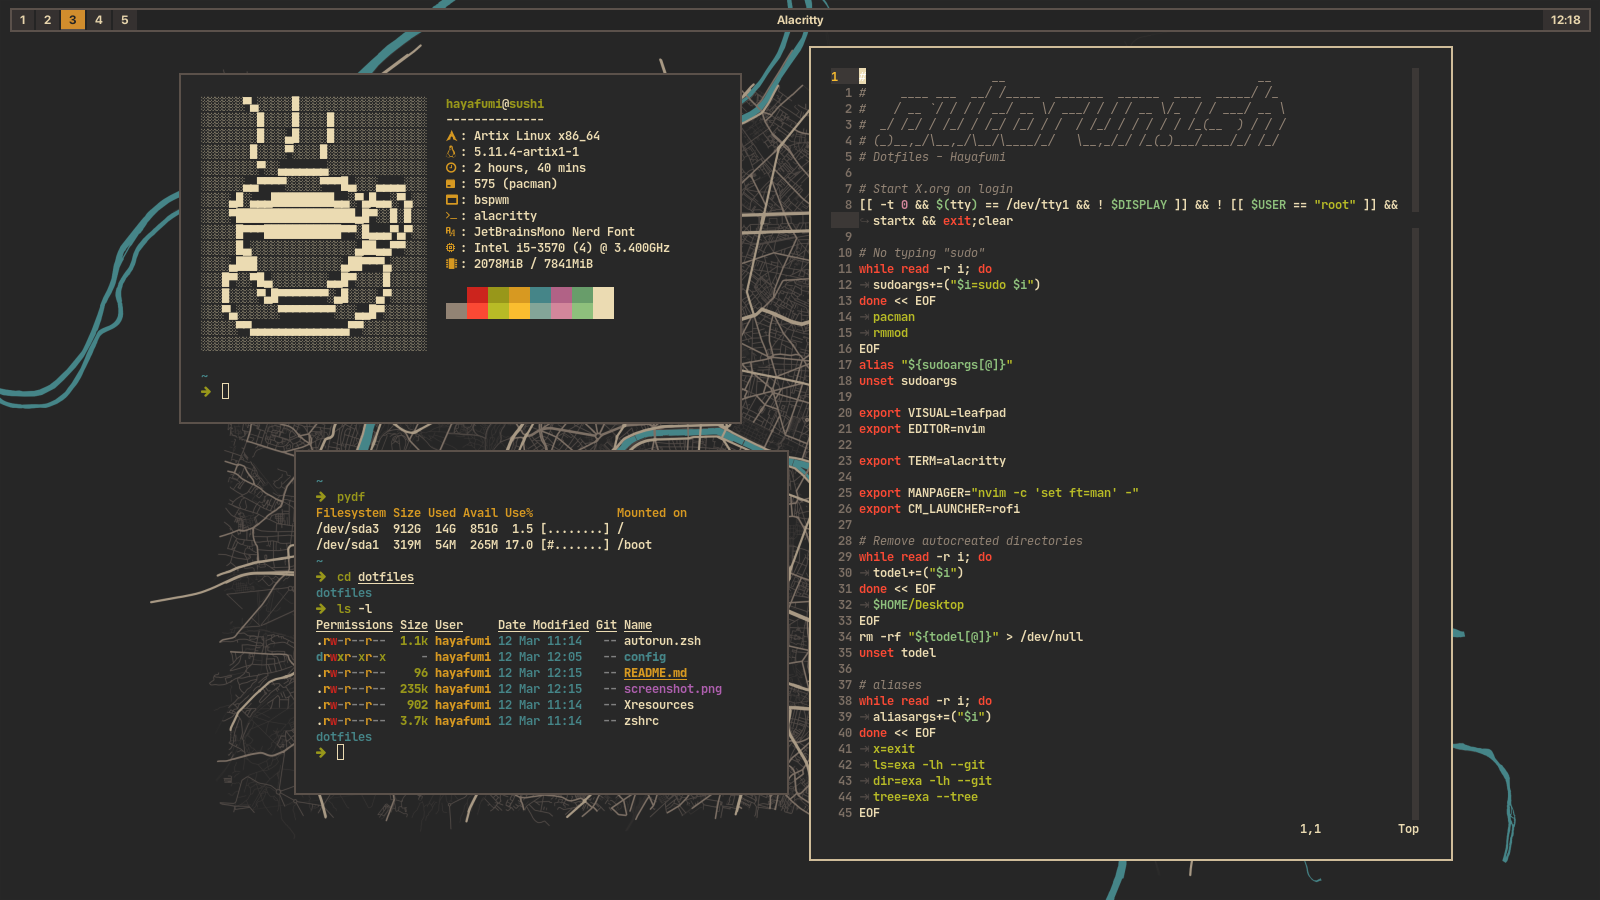 1 2 3 4 5
Alacritty
12:18
hayafumi@sushi
--------------
: Artix Linux x86_64
: 5.11.4-artix1-1
: 2 hours, 40 mins
: 575 (pacman)
: bspwm
: alacritty
: JetBrainsMono Nerd Font
: Intel i5-3570 (4) @ 3.400GHz
: 2078MiB / 7841MiB
~
➜
~
➜ pydf
Filesystem Size Used Avail Use% Mounted on
/dev/sda3 912G 14G 851G 1.5 [........] /
/dev/sda1 319M 54M 265M 17.0 [#.......] /boot
~
➜ cd dotfiles
dotfiles
➜ ls -l
Permissions Size User Date Modified Git Name
.rw-r--r-- 1.1k hayafumi 12 Mar 11:14 -- autorun.zsh
drwxr-xr-x - hayafumi 12 Mar 12:05 -- config
.rw-r--r-- 96 hayafumi 12 Mar 12:15 -- README.md
.rw-r--r-- 235k hayafumi 12 Mar 12:15 -- screenshot.png
.rw-r--r-- 902 hayafumi 12 Mar 11:14 -- Xresources
.rw-r--r-- 3.7k hayafumi 12 Mar 11:14 -- zshrc
dotfiles
➜
1 #
1 #
2 #
3 #
4 #
5 # Dotfiles - Hayafumi
6
7 # Start X.org on login
8 [[ -t 0 && $(tty) == /dev/tty1 && ! $DISPLAY ]] && ! [[ $USER == "root" ]] &&
startx && exit;clear
9
10 # No typing "sudo"
11 while read -r i; do
12 → sudoargs+=("$i=sudo $i")
13 done << EOF
14 → pacman
15 → rmmod
16 EOF
17 alias "${sudoargs[@]}"
18 unset sudoargs
19
20 export VISUAL=leafpad
21 export EDITOR=nvim
22
23 export TERM=alacritty
24
25 export MANPAGER="nvim -c 'set ft=man' -"
26 export CM_LAUNCHER=rofi
27
28 # Remove autocreated directories
29 while read -r i; do
30 → todel+=("$i")
31 done << EOF
32 → $HOME/Desktop
33 EOF
34 rm -rf "${todel[@]}" > /dev/null
35 unset todel
36
37 # aliases
38 while read -r i; do
39 → aliasargs+=("$i")
40 done << EOF
41 → x=exit
42 → ls=exa -lh --git
43 → dir=exa -lh --git
44 → tree=exa --tree
45 EOF
1,1 Top